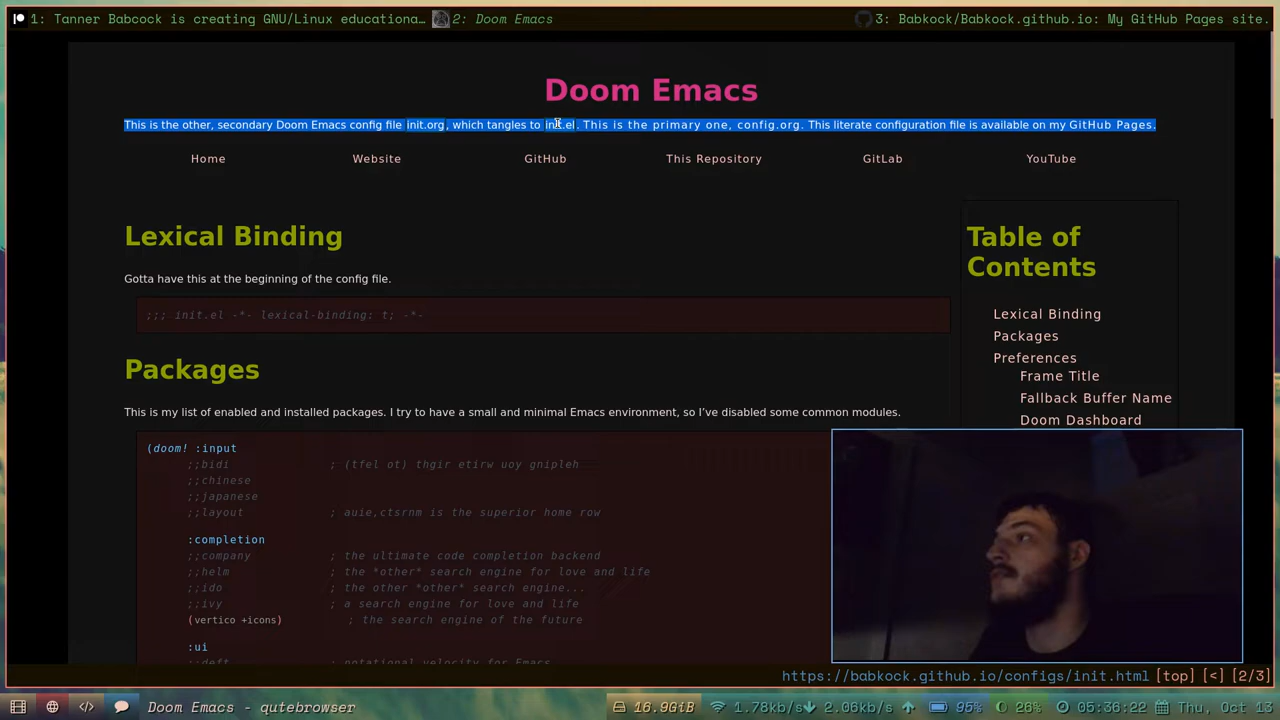 1: Tanner Babcock is creating GNU/Linux educationa…
2: Doom Emacs
3: Babkock/Babkock.github.io: My GitHub Pages site.
Doom Emacs
This is the other, secondary Doom Emacs config file init.org, which tangles to init.el. This is the primary one, config.org. This literate configuration file is available on my GitHub Pages.
Home
Website
GitHub
This Repository
GitLab
YouTube
Lexical Binding
Gotta have this at the beginning of the config file.
;;; init.el -*- lexical-binding: t; -*-
Packages
This is my list of enabled and installed packages. I try to have a small and minimal Emacs environment, so I’ve disabled some common modules.
(doom! :input
;;bidi ; (tfel ot) thgir etirw uoy gnipleh
;;chinese
;;japanese
;;layout ; auie,ctsrnm is the superior home row
:completion
;;company ; the ultimate code completion backend
;;helm ; the *other* search engine for love and life
;;ido ; the other *other* search engine...
;;ivy ; a search engine for love and life
(vertico +icons) ; the search engine of the future
:ui
;;deft ; notational velocity for Emacs
Table of
Contents
Lexical Binding
Packages
Preferences
Frame Title
Fallback Buffer Name
Doom Dashboard
https://babkock.github.io/configs/init.html [top] [<] [2/3]
Doom Emacs - qutebrowser
16.9GiB
1.78kb/s
2.06kb/s
95%
26%
05:36:22
Thu, Oct 13